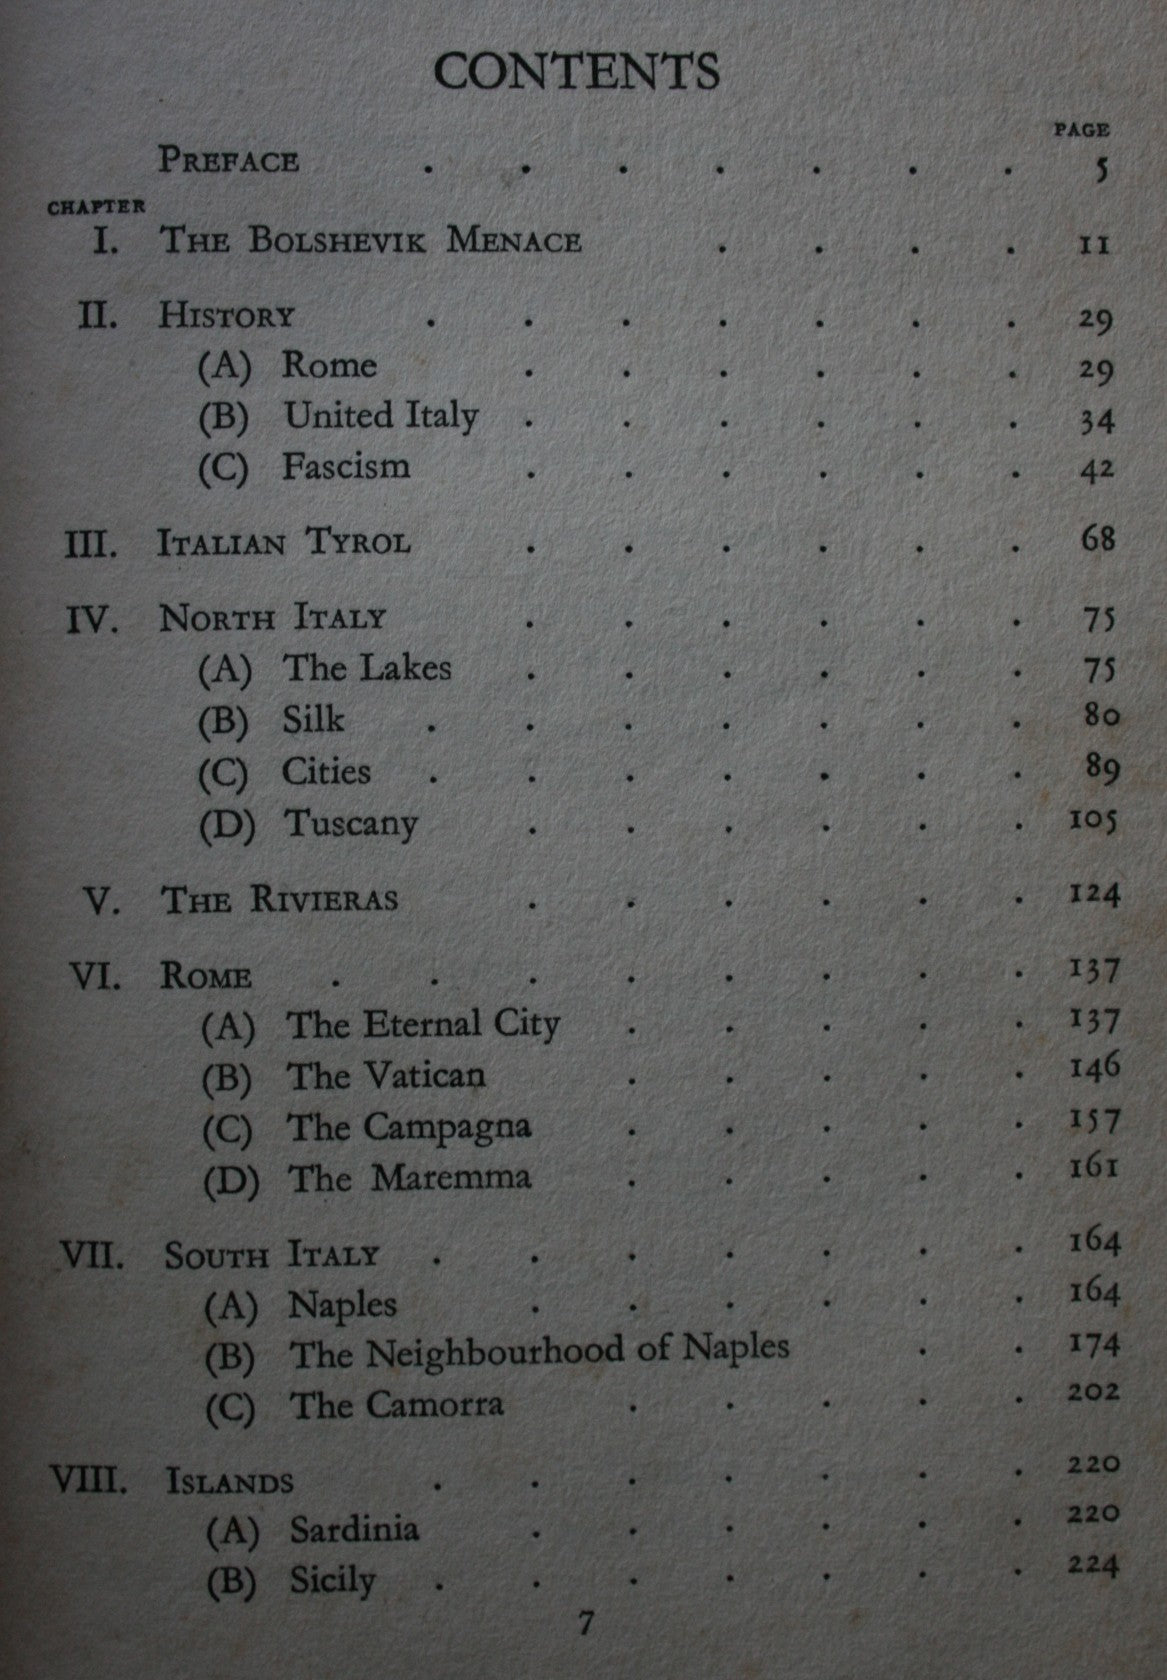 CONTENTS
PAGE
PREFACE . . . . . . . 5
CHAPTER
I. THE BOLSHEVIK MENACE . . . . 11
II. HISTORY . . . . . . . 29
(A) Rome . . . . . . 29
(B) United Italy . . . . . . 34
(C) Fascism . . . . . . 42
III. ITALIAN TYROL . . . . . . 68
IV. NORTH ITALY . . . . . . 75
(A) The Lakes . . . . . . 75
(B) Silk . . . . . . . 80
(C) Cities . . . . . . . 89
(D) Tuscany . . . . . . 105
V. THE RIVIERAS . . . . . . 124
VI. ROME . . . . . . . . 137
(A) The Eternal City . . . . . 137
(B) The Vatican . . . . . 146
(C) The Campagna . . . . . 157
(D) The Maremma . . . . . 161
VII. SOUTH ITALY . . . . . . . 164
(A) Naples . . . . . . 164
(B) The Neighbourhood of Naples . . 174
(C) The Camorra . . . . . 202
VIII. ISLANDS . . . . . . . 220
(A) Sardinia . . . . . . 220
(B) Sicily . . . . . . . 224
7